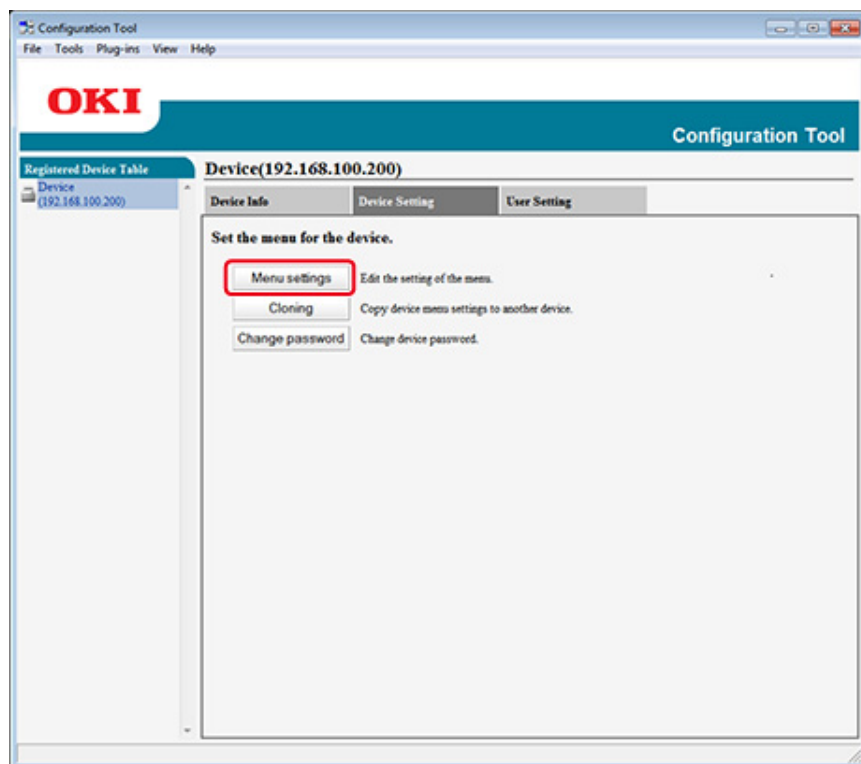 Configuration Tool
File Tools Plug-ins View Help
OKI
Configuration Tool
Registered Device Table
Device
(192.168.100.200)
Device(192.168.100.200)
Device Info Device Setting User Setting
Set the menu for the device.
Menu settings Edit the setting of the menu.
Cloning Copy device menu settings to another device.
Change password Change device password.